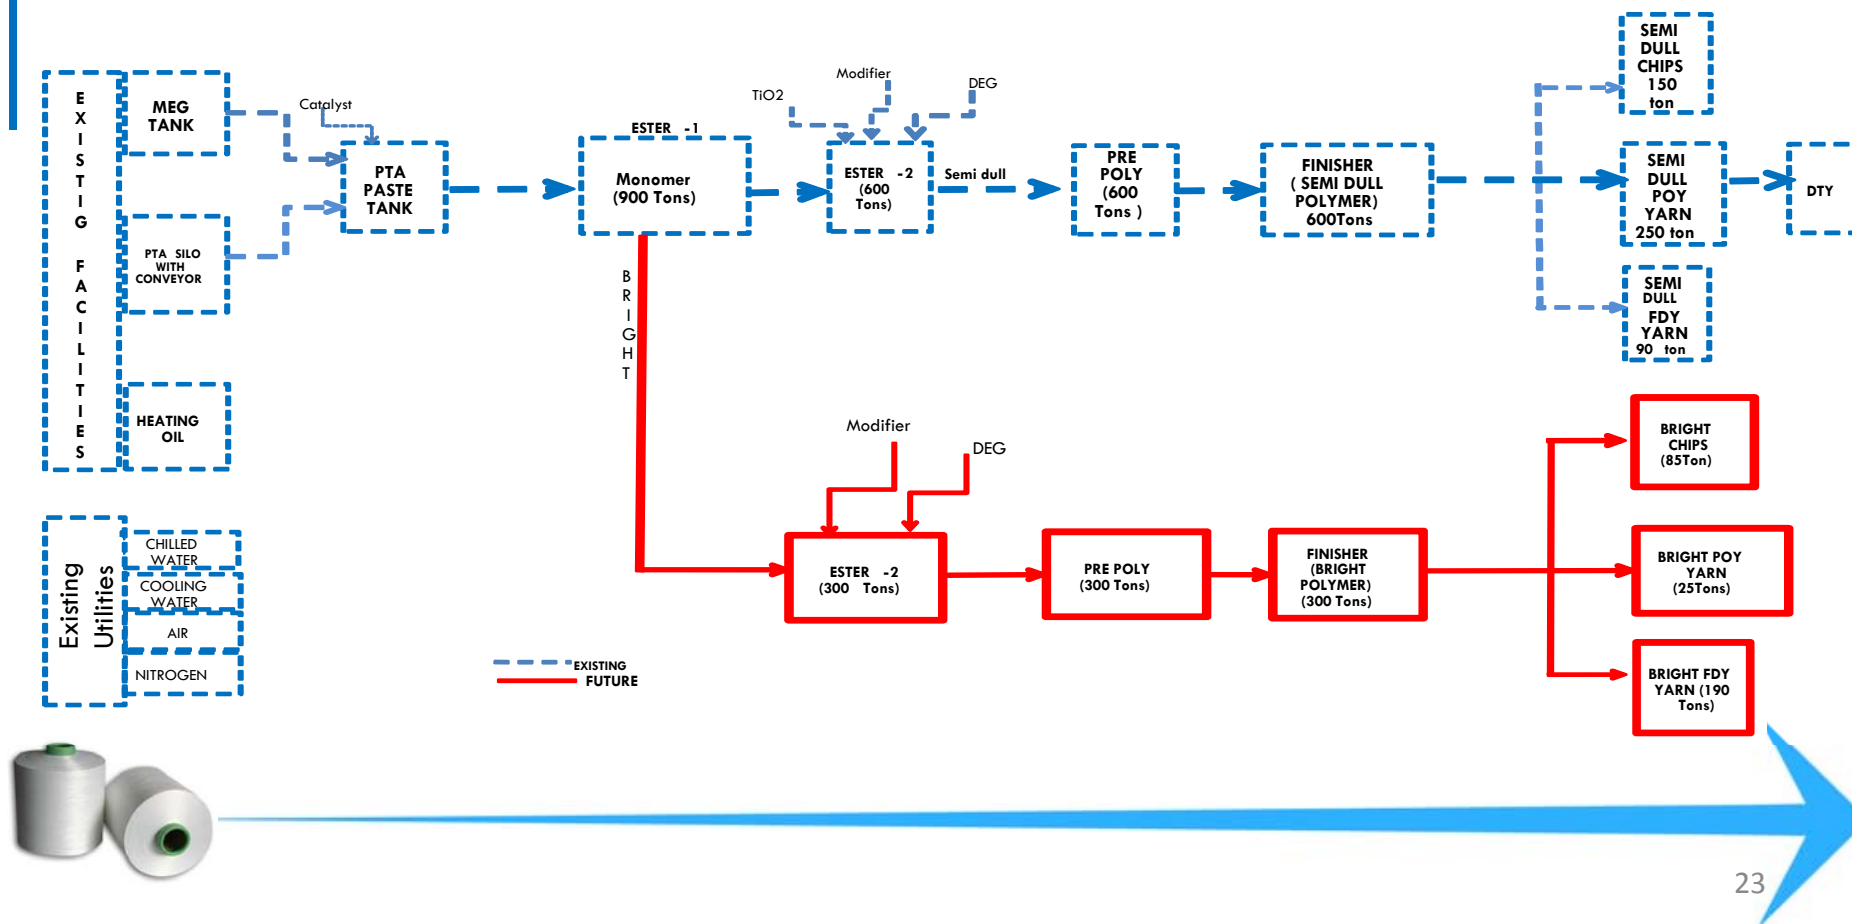 EXISTIG FACILITIES
MEG
TANK
PTA SILO
WITH
CONVEYOR
HEATING
OIL
Catalyst
PTA
PASTE
TANK
ESTER -1
Monomer
(900 Tons)
TiO2
Modifier
DEG
ESTER -2
(600
Tons)
Semi dull
PRE
POLY
(600
Tons )
FINISHER
( SEMI DULL
POLYMER)
600Tons
SEMI
DULL
CHIPS
150
ton
SEMI
DULL
POY
YARN
250 ton
DTY
SEMI
DULL
FDY
YARN
90 ton
BRIGHT
Modifier
DEG
ESTER -2
(300 Tons)
PRE POLY
(300 Tons)
FINISHER
(BRIGHT
POLYMER)
(300 Tons)
BRIGHT
CHIPS
(85Ton)
BRIGHT POY
YARN
(25Tons)
BRIGHT FDY
YARN (190
Tons)
Existing
Utilities
CHILLED
WATER
COOLING
WATER
AIR
NITROGEN
EXISTING
FUTURE
23